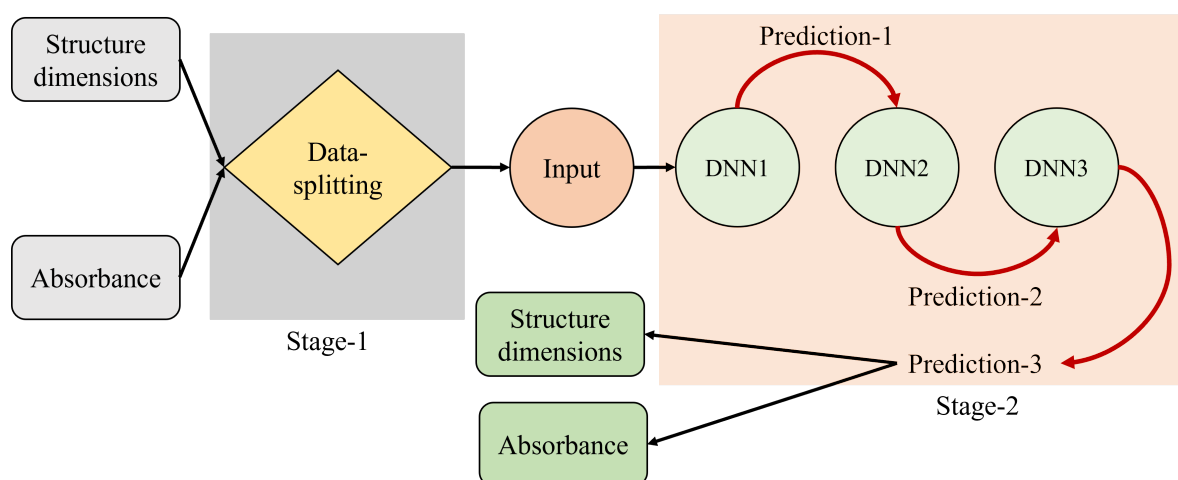 Structure
dimensions
Absorbance
Data-
splitting
Stage-1
Input
Prediction-1
DNN1
DNN2
DNN3
Prediction-2
Prediction-3
Stage-2
Structure
dimensions
Absorbance